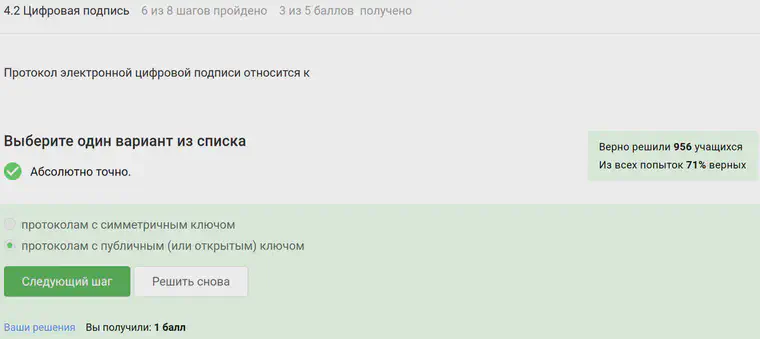 4.2 Цифровая подпись 6 из 8 шагов пройдено 3 из 5 баллов получено
Протокол электронной цифровой подписи относится к
Выберите один вариант из списка
Абсолютно точно.
Верно решили 956 учащихся
Из всех попыток 71% верных
протоколам с симметричным ключом
протоколам с публичным (или открытым) ключом
Следующий шаг Решить снова
Ваши решения Вы получили: 1 балл